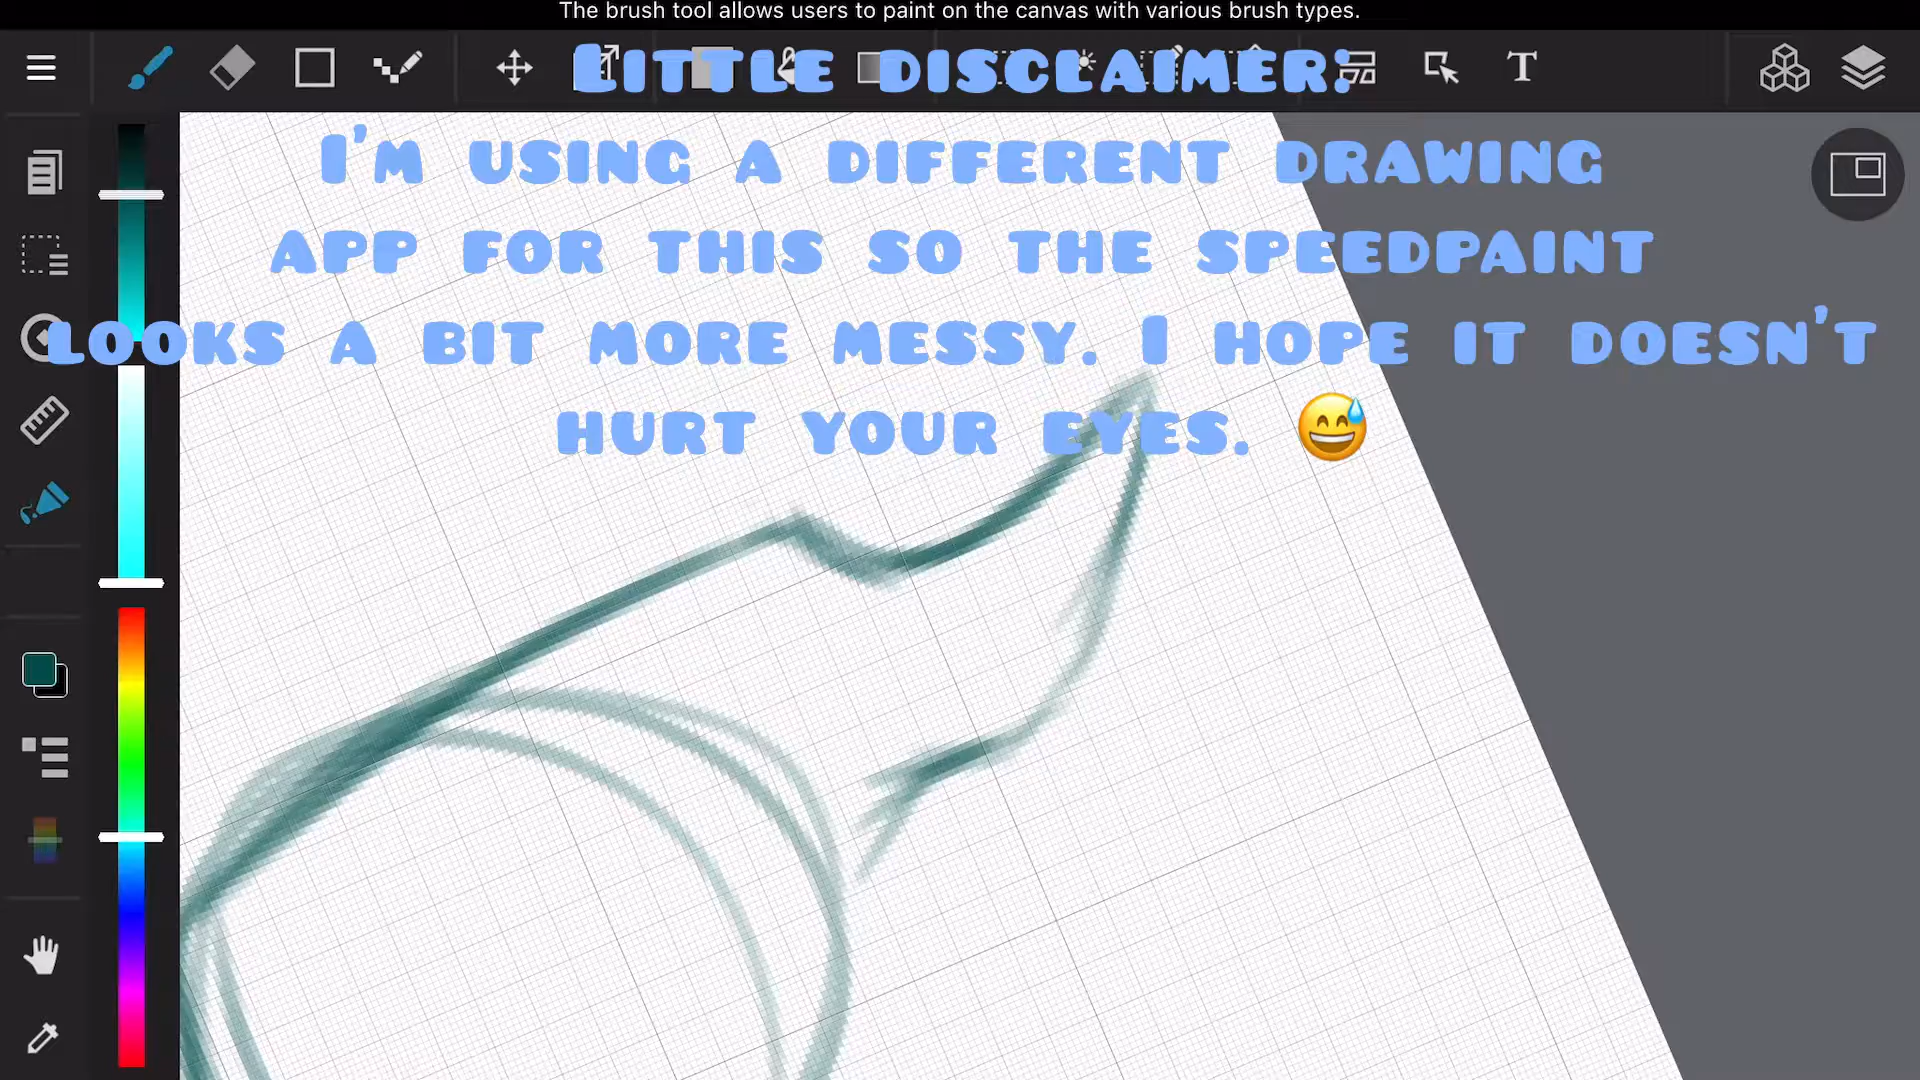 The brush tool allows users to paint on the canvas with various brush types.
Little disclaimer:
I'm using a different drawing
app for this so the speedpaint
looks a bit more messy. I hope it doesn't
hurt your eyes. 😅
T